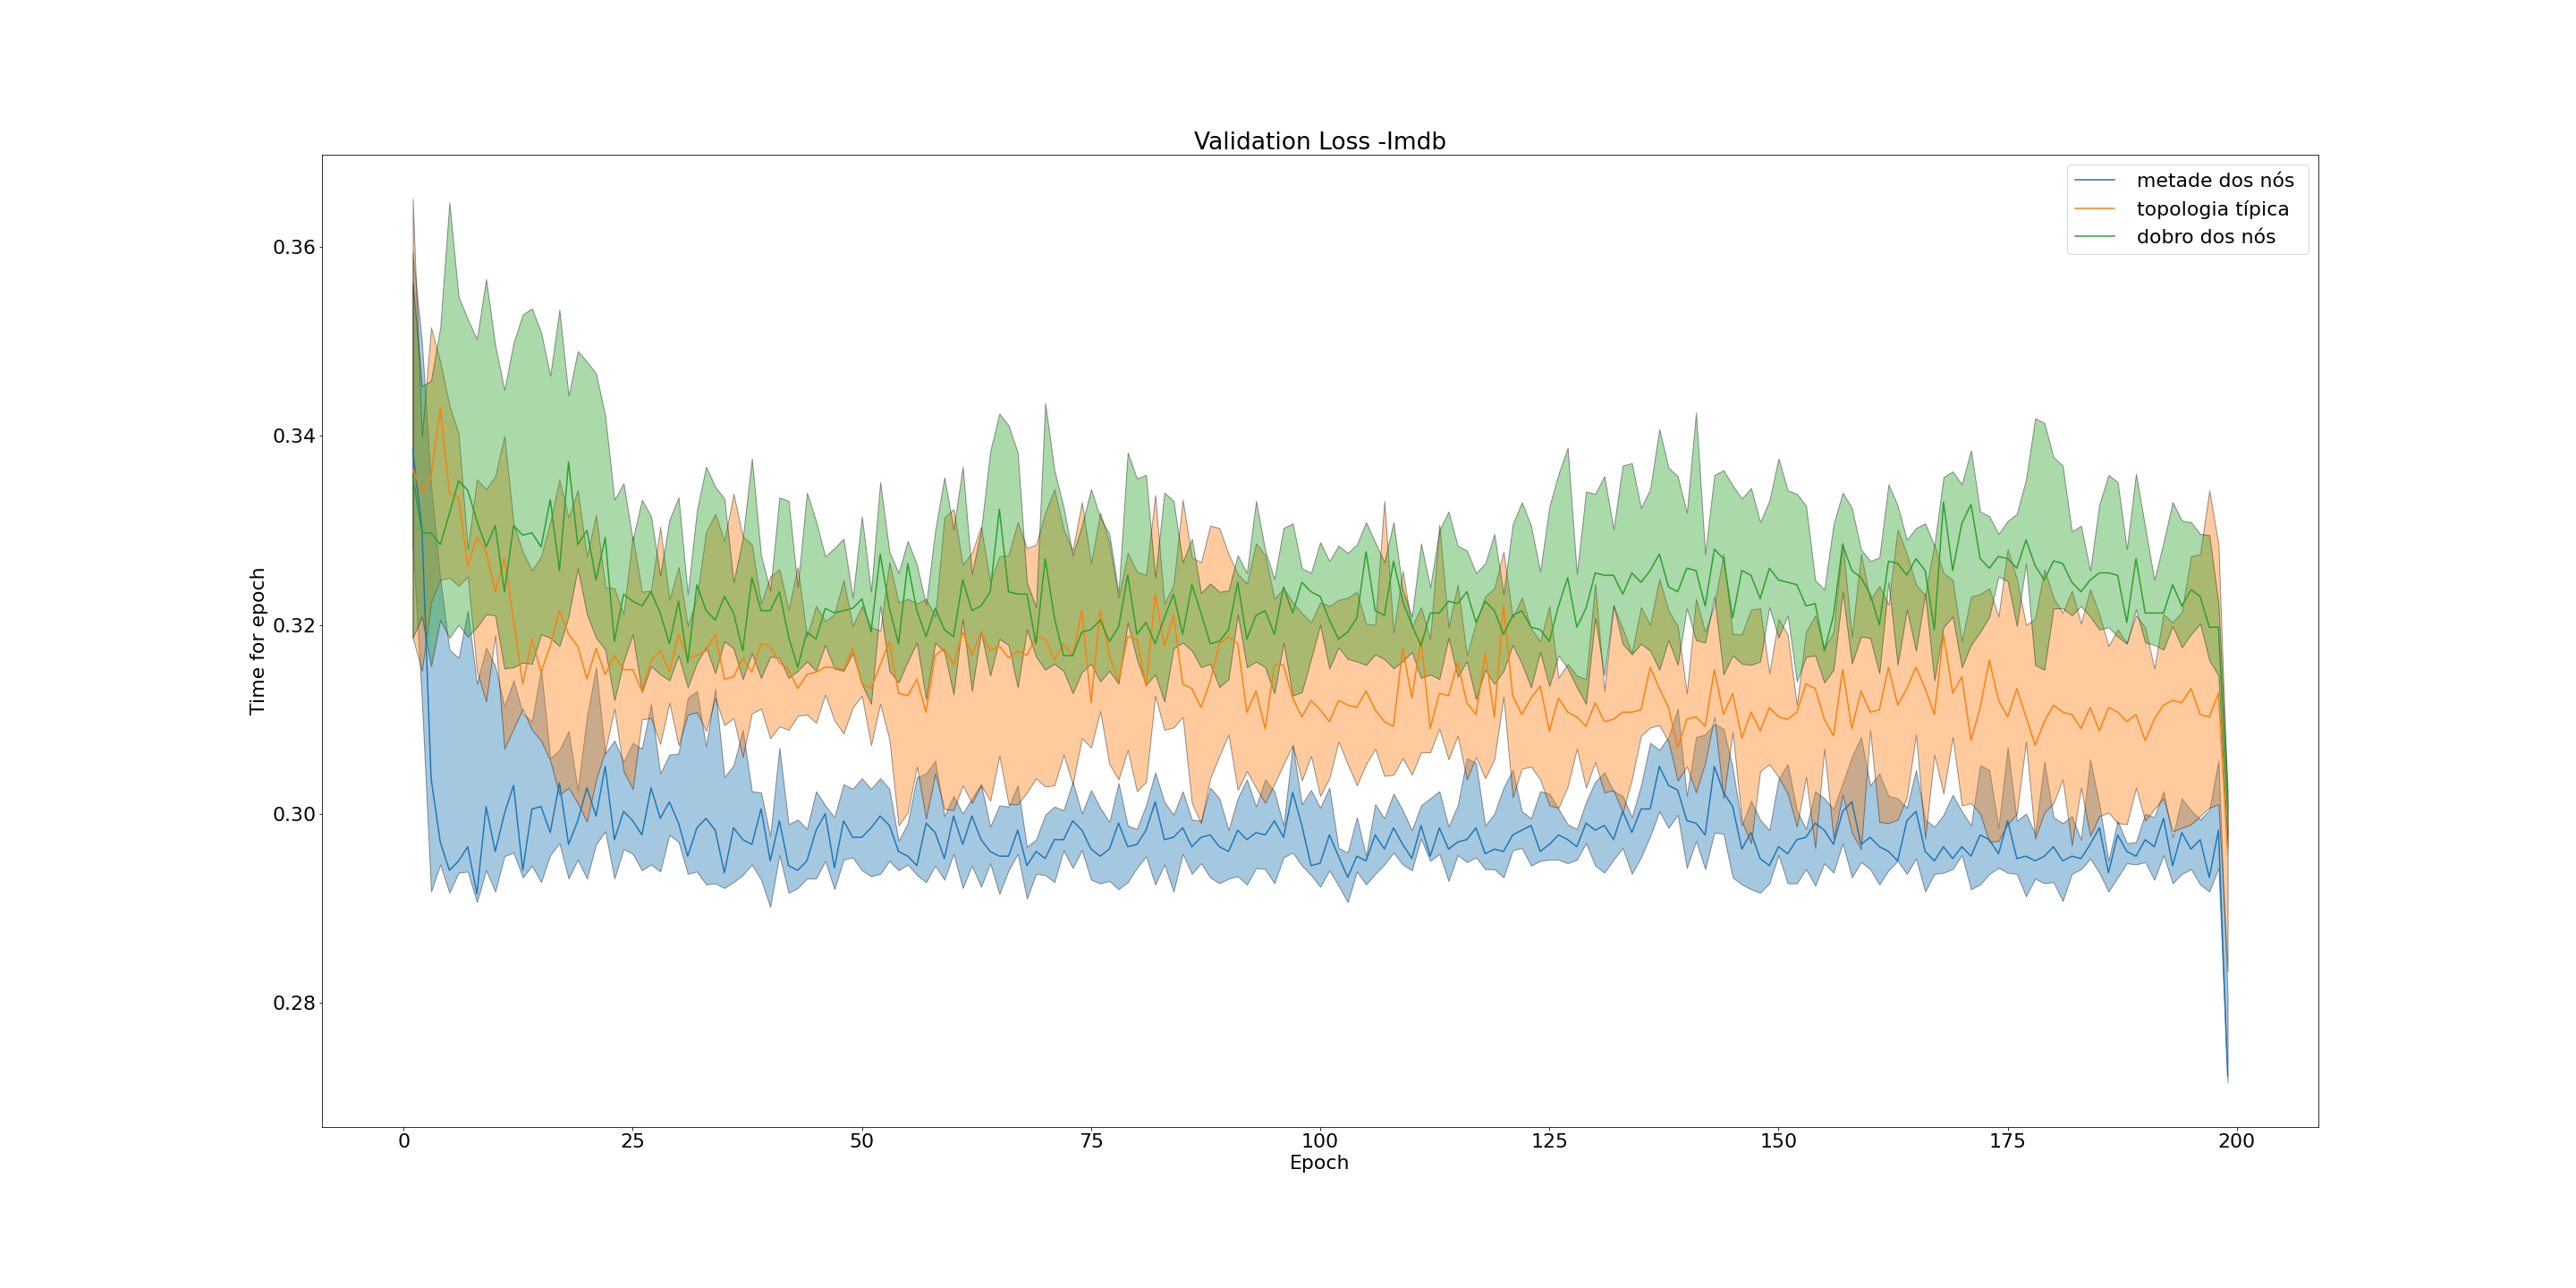 Validation Loss -Imdb
metade dos nós
topologia típica
dobro dos nós
Time for epoch
0.36
0.34
0.32
0.30
0.28
0 25 50 75 100 125 150 175 200
Epoch